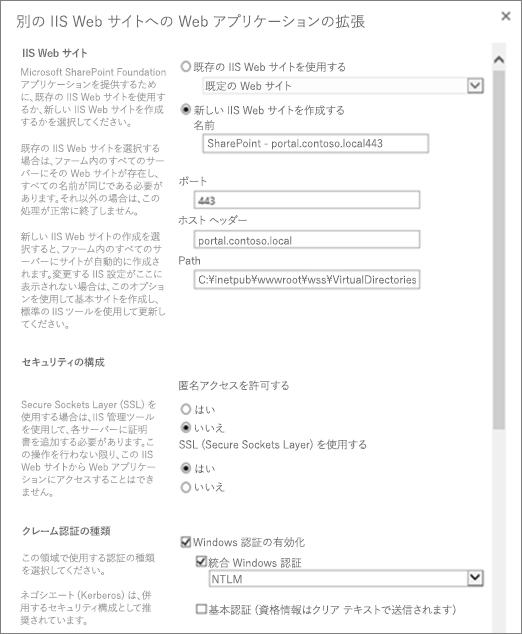 別の IIS Web サイトへの Web アプリケーションの拡張
IIS Web サイト
Microsoft SharePoint Foundation
アプリケーションを提供するため
に、既存の IIS Web サイトを使用す
るか、新しい IIS Web サイトを作成
するかを選択してください。
既存の IIS Web サイトを選択する
場合は、ファーム内のすべてのサー
バーにその Web サイトが存在し、
すべての名前が同じである必要が
あります。それ以外の場合は、この
処理が正常に終了しません。
新しい IIS Web サイトの作成を選
択すると、ファーム内のすべてのサ
ーバーにサイトが自動的に作成さ
れます。変更する IIS 設定がここに
表示されない場合は、このオプショ
ンを使用して基本サイトを作成し、
標準の IIS ツールを使用して更新し
てください。
既存の IIS Web サイトを使用する
既定の Web サイト
新しい IIS Web サイトを作成する
名前
SharePoint - portal.contoso.local443
ポート
443
ホスト ヘッダー
portal.contoso.local
Path
C:¥inetpub¥wwwroot¥wss¥VirtualDirectories
セキュリティの構成
Secure Sockets Layer (SSL) を
使用する場合は、IIS 管理ツール
を使用して、各サーバーに証明
書を追加する必要があります。こ
の操作を行わない限り、この IIS
Web サイトから Web アプリケー
ションにアクセスすることはでき
ません。
匿名アクセスを許可する
はい
いいえ
SSL (Secure Sockets Layer) を使用する
はい
いいえ
クレーム認証の種類
この領域で使用する認証の種類
を選択してください。
ネゴシエート (Kerberos) は、併
用するセキュリティ構成として推
奨されています。
Windows 認証の有効化
統合 Windows 認証
NTLM
基本認証 (資格情報はクリア テキストで送信されます)